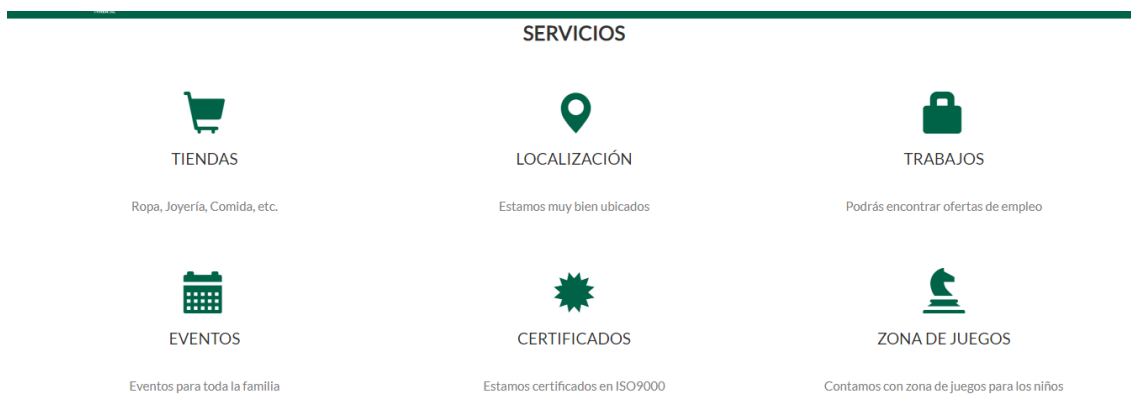 SERVICIOS
TIENDAS
LOCALIZACIÓN
TRABAJOS
Ropa, Joyería, Comida, etc.
Estamos muy bien ubicados
Podrás encontrar ofertas de empleo
EVENTOS
CERTIFICADOS
ZONA DE JUEGOS
Eventos para toda la familia
Estamos certificados en ISO9000
Contamos con zona de juegos para los niños